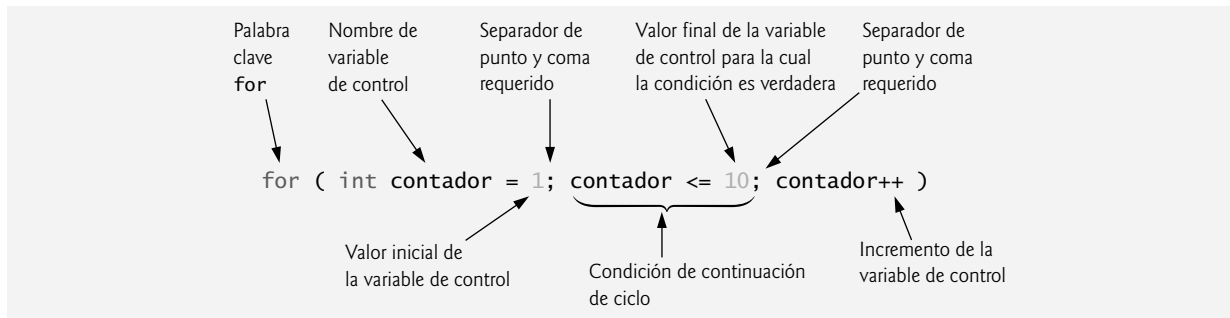 Palabra
clave
for
Nombre de
variable
de control
Separador de
punto y coma
requerido
Valor final de la variable
de control para la cual
la condición es verdadera
Separador de
punto y coma
requerido
for ( int contador = 1; contador <= 10; contador++ )
Valor inicial de
la variable de control
Condición de continuación
de ciclo
Incremento de la
variable de control